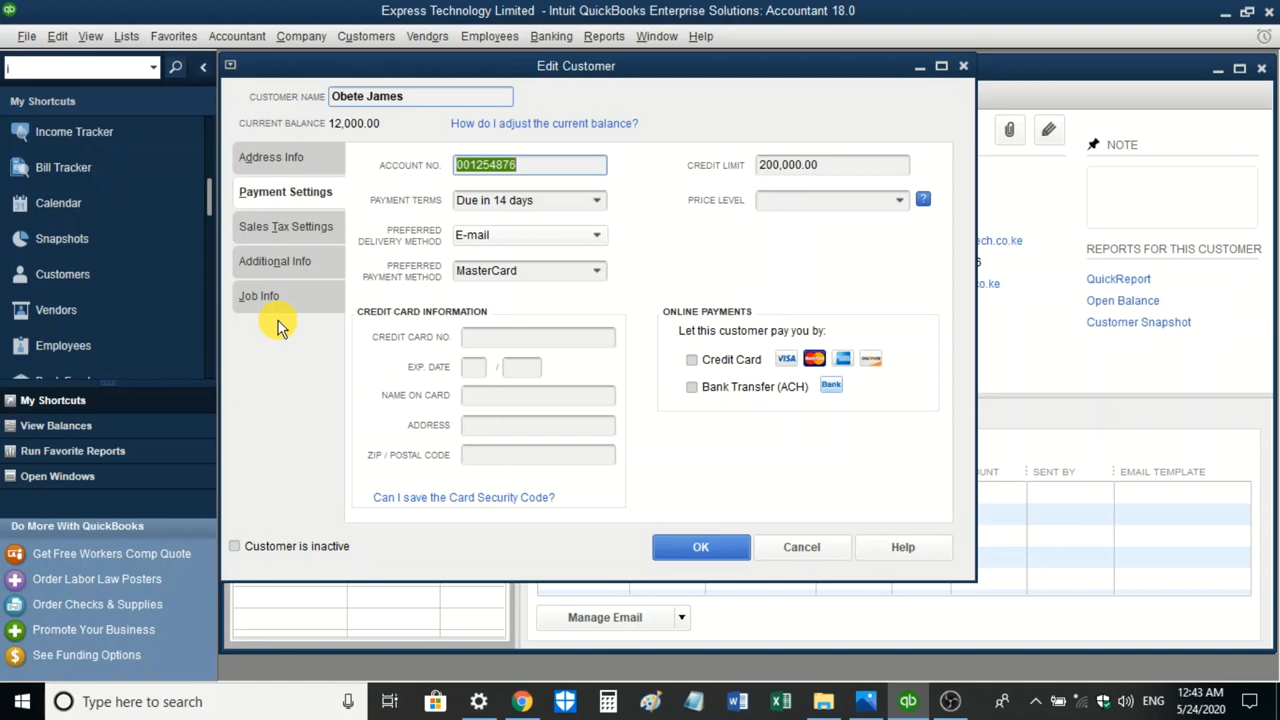 Express Technology Limited - Intuit QuickBooks Enterprise Solutions: Accountant 18.0
File Edit View Lists Favorites Accountant Company Customers Vendors Employees Banking Reports Window Help
i
My Shortcuts
Income Tracker
Bill Tracker
Calendar
Snapshots
Customers
Vendors
Employees
My Shortcuts
View Balances
Run Favorite Reports
Open Windows
Do More With QuickBooks
Get Free Workers Comp Quote
Order Labor Law Posters
Order Checks & Supplies
Promote Your Business
See Funding Options
Edit Customer
CUSTOMER NAME Obete James
CURRENT BALANCE 12,000.00 How do I adjust the current balance?
Address Info
Payment Settings
Sales Tax Settings
Additional Info
Job Info
ACCOUNT NO. 001254876
CREDIT LIMIT 200,000.00
PAYMENT TERMS Due in 14 days
PRICE LEVEL ?
PREFERRED
DELIVERY METHOD E-mail
PREFERRED
PAYMENT METHOD MasterCard
CREDIT CARD INFORMATION
CREDIT CARD NO.
EXP. DATE /
NAME ON CARD
ADDRESS
ZIP / POSTAL CODE
Can I save the Card Security Code?
ONLINE PAYMENTS
Let this customer pay you by:
Credit Card VISA
Bank Transfer (ACH) Bank
Customer is inactive
OK Cancel Help
NOTE
ech.co.ke
6
.co.ke
REPORTS FOR THIS CUSTOMER
QuickReport
Open Balance
Customer Snapshot
OUNT SENT BY EMAIL TEMPLATE
Manage Email
Type here to search
ENG
12:43 AM
5/24/2020